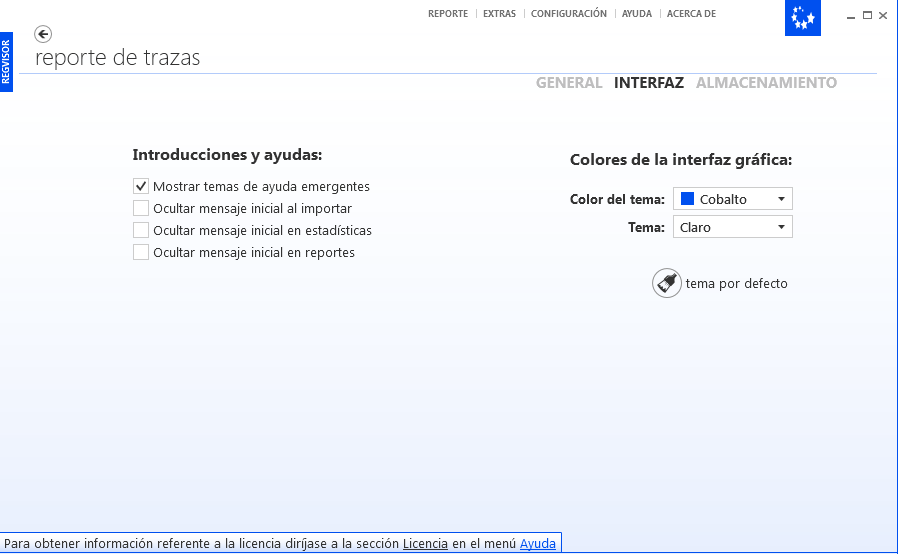 REPORTE | EXTRAS | CONFIGURACIÓN | AYUDA | ACERCA DE
REGVISOR
reporte de trazas
GENERAL INTERFAZ ALMACENAMIENTO
Introducciones y ayudas:
Mostrar temas de ayuda emergentes
Ocultar mensaje inicial al importar
Ocultar mensaje inicial en estadísticas
Ocultar mensaje inicial en reportes
Colores de la interfaz gráfica:
Color del tema: Cobalto
Tema: Claro
tema por defecto
Para obtener información referente a la licencia diríjase a la sección Licencia en el menú Ayuda